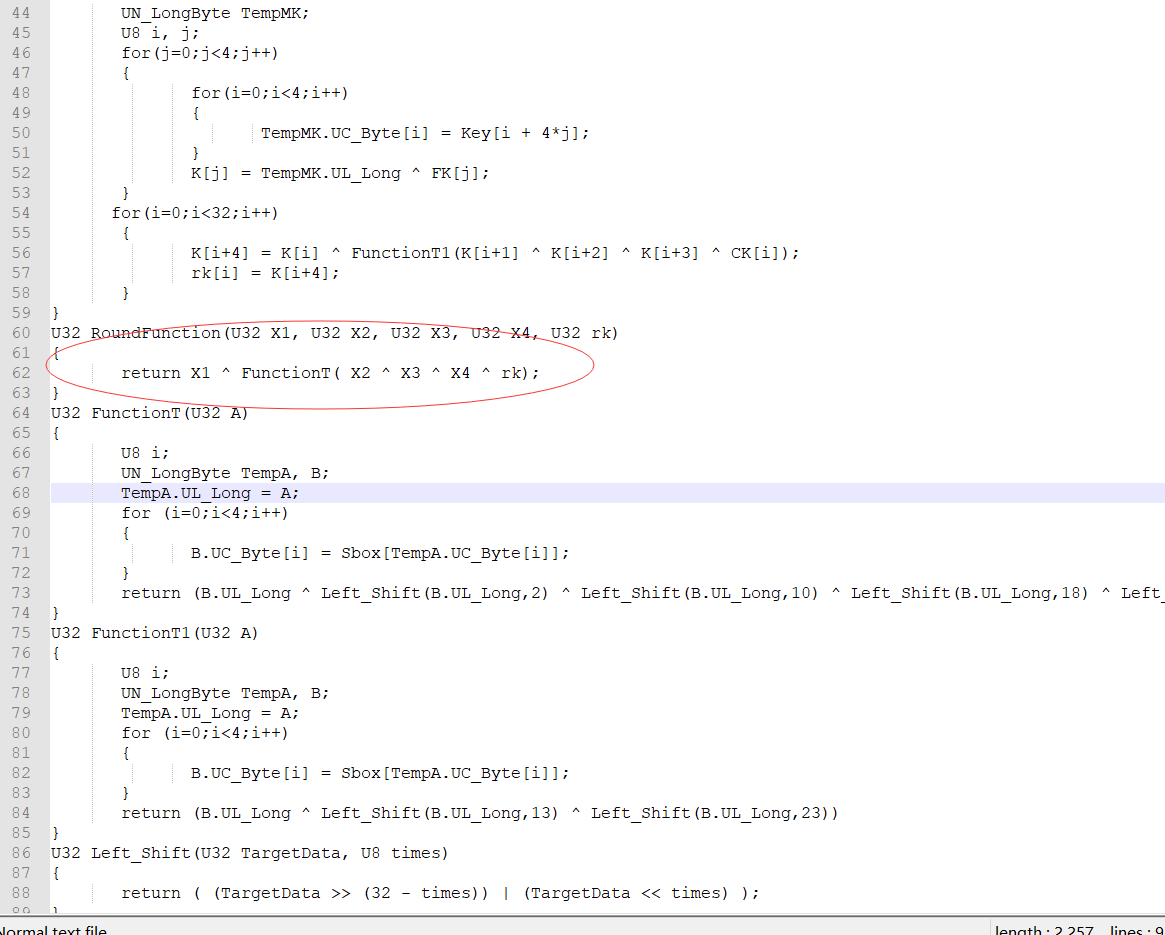 44 UN_LongByte TempMK;
45 U8 i, j;
46 for(j=0;j<4;j++)
47 {
48 for(i=0;i<4;i++)
49 {
50 TempMK.UC_Byte[i] = Key[i + 4*j];
51 }
52 K[j] = TempMK.UL_Long ^ FK[j];
53 }
54 for(i=0;i<32;i++)
55 {
56 K[i+4] = K[i] ^ FunctionT1(K[i+1] ^ K[i+2] ^ K[i+3] ^ CK[i]);
57 rk[i] = K[i+4];
58 }
59 }
60 U32 RoundFunction(U32 X1, U32 X2, U32 X3, U32 X4, U32 rk)
61 {
62 return X1 ^ FunctionT( X2 ^ X3 ^ X4 ^ rk);
63 }
64 U32 FunctionT(U32 A)
65 {
66 U8 i;
67 UN_LongByte TempA, B;
68 TempA.UL_Long = A;
69 for (i=0;i<4;i++)
70 {
71 B.UC_Byte[i] = Sbox[TempA.UC_Byte[i]];
72 }
73 return (B.UL_Long ^ Left_Shift(B.UL_Long,2) ^ Left_Shift(B.UL_Long,10) ^ Left_Shift(B.UL_Long,18) ^ Left_
74 }
75 U32 FunctionT1(U32 A)
76 {
77 U8 i;
78 UN_LongByte TempA, B;
79 TempA.UL_Long = A;
80 for (i=0;i<4;i++)
81 {
82 B.UC_Byte[i] = Sbox[TempA.UC_Byte[i]];
83 }
84 return (B.UL_Long ^ Left_Shift(B.UL_Long,13) ^ Left_Shift(B.UL_Long,23))
85 }
86 U32 Left_Shift(U32 TargetData, U8 times)
87 {
88 return ( (TargetData >> (32 - times)) | (TargetData << times) );
89 }
Normal text file length : 2,257 lines : 9